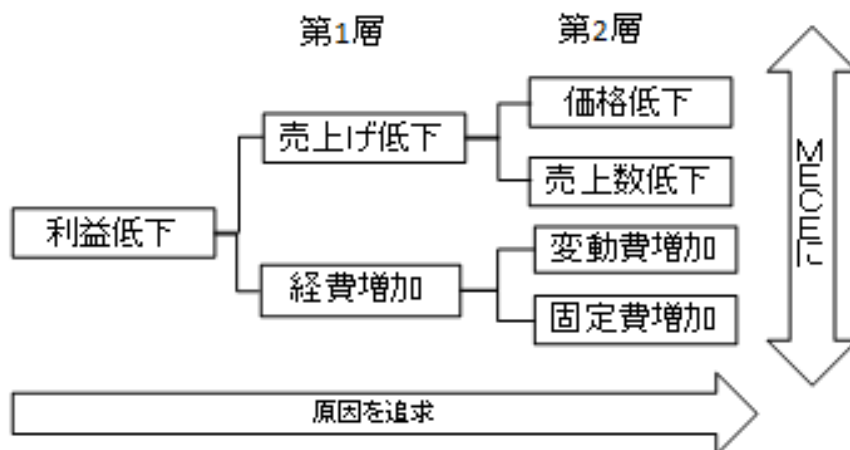 第1層
第2層
価格低下
売上げ低下
売上数低下
利益低下
変動費増加
経費増加
固定費増加
MECEに
原因を追求